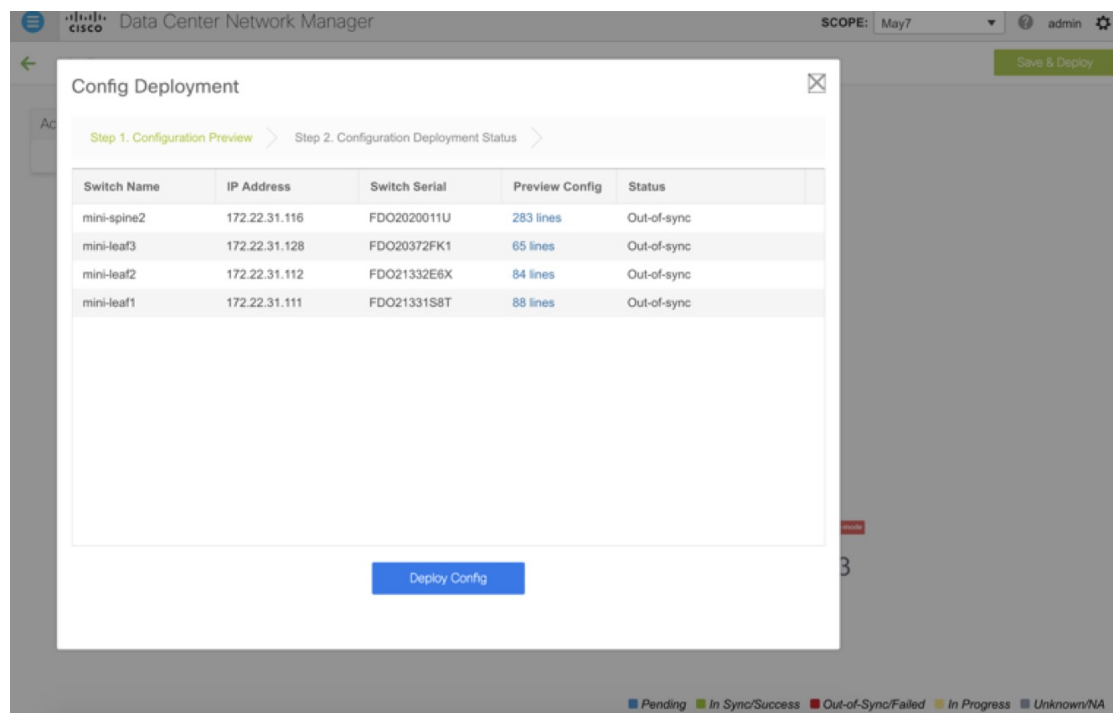 cisco Data Center Network Manager SCOPE: May7 admin
Save & Deploy
Config Deployment
Ac
Step 1. Configuration Preview Step 2. Configuration Deployment Status
Switch Name IP Address Switch Serial Preview Config Status
mini-spine2 172.22.31.116 FDO2020011U 283 lines Out-of-sync
mini-leaf3 172.22.31.128 FDO20372FK1 65 lines Out-of-sync
mini-leaf2 172.22.31.112 FDO21332E6X 84 lines Out-of-sync
mini-leaf1 172.22.31.111 FDO21331S8T 88 lines Out-of-sync
mode
3
Deploy Config
Pending In Sync/Success Out-of-Sync/Failed In Progress Unknown/NA